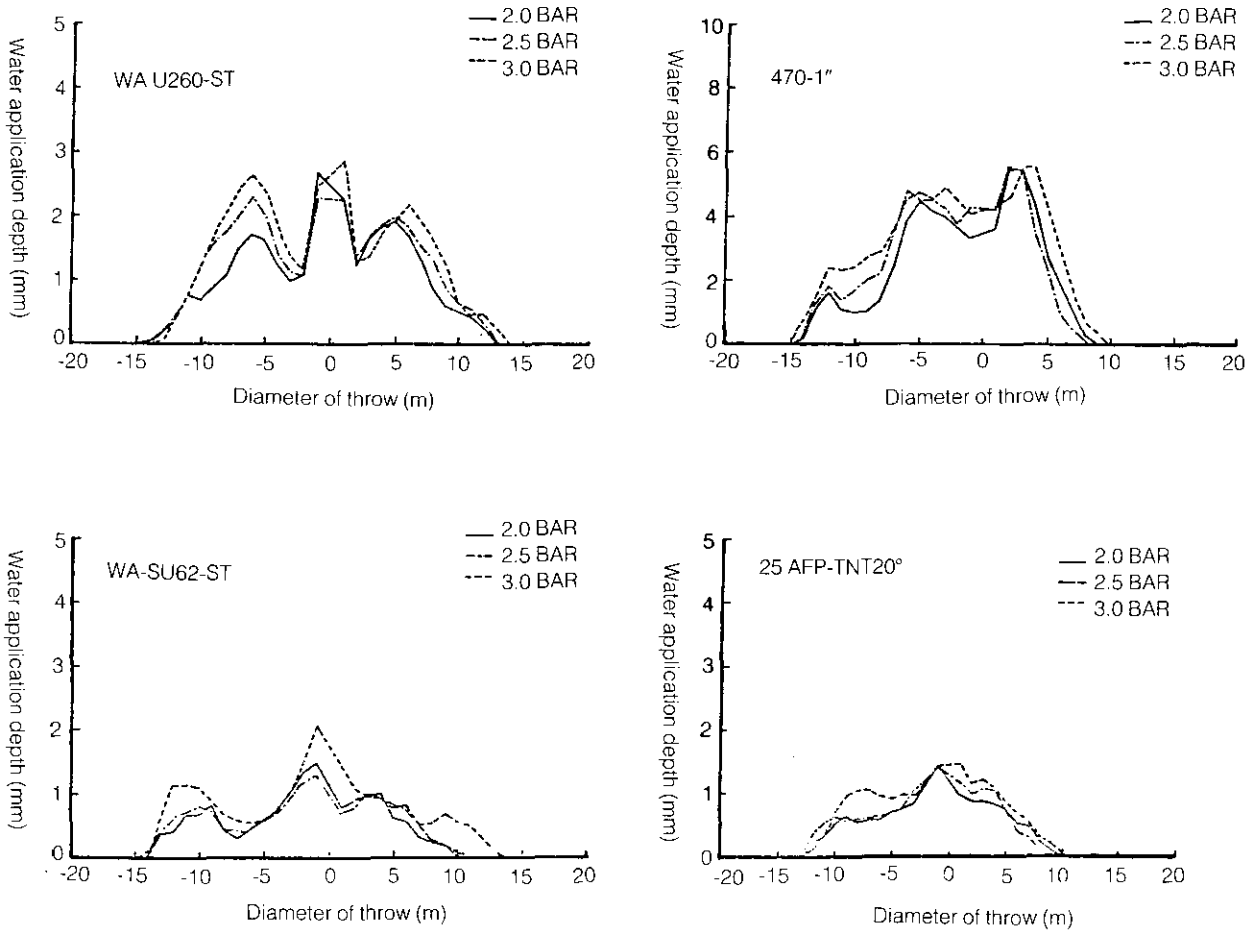 Water application depth (mm)
5
4
3
2
1
0
-20
-15
-10
-5
0
5
10
15
20
Diameter of throw (m)
WA U260-ST
2.0 BAR
2.5 BAR
3.0 BAR
Water application depth (mm)
10
8
6
4
2
0
-20
-15
-10
-5
0
5
10
15
20
Diameter of throw (m)
470-1"
2.0 BAR
2.5 BAR
3.0 BAR
Water application depth (mm)
5
4
3
2
1
0
-20
-15
-10
-5
0
5
10
15
20
Diameter of throw (m)
WA-SU62-ST
2.0 BAR
2.5 BAR
3.0 BAR
Water application depth (mm)
5
4
3
2
1
0
-20
15
-10
-5
0
5
10
15
20
Diameter of throw (m)
25 AFP-TNT20°
2.0 BAR
2.5 BAR
3.0 BAR